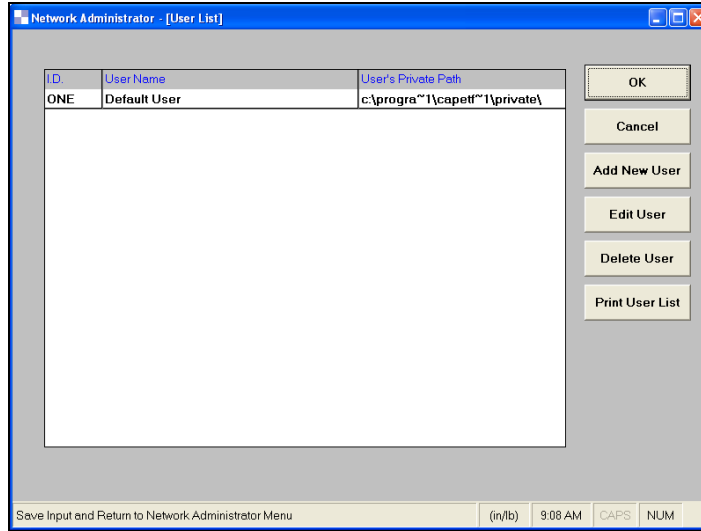 Network Administrator - [User List]
I.D. User Name User's Private Path
ONE Default User c:\progra~1\capetf~1\private\
OK
Cancel
Add New User
Edit User
Delete User
Print User List
Save Input and Return to Network Administrator Menu (in/lb) 9:08 AM CAPS NUM